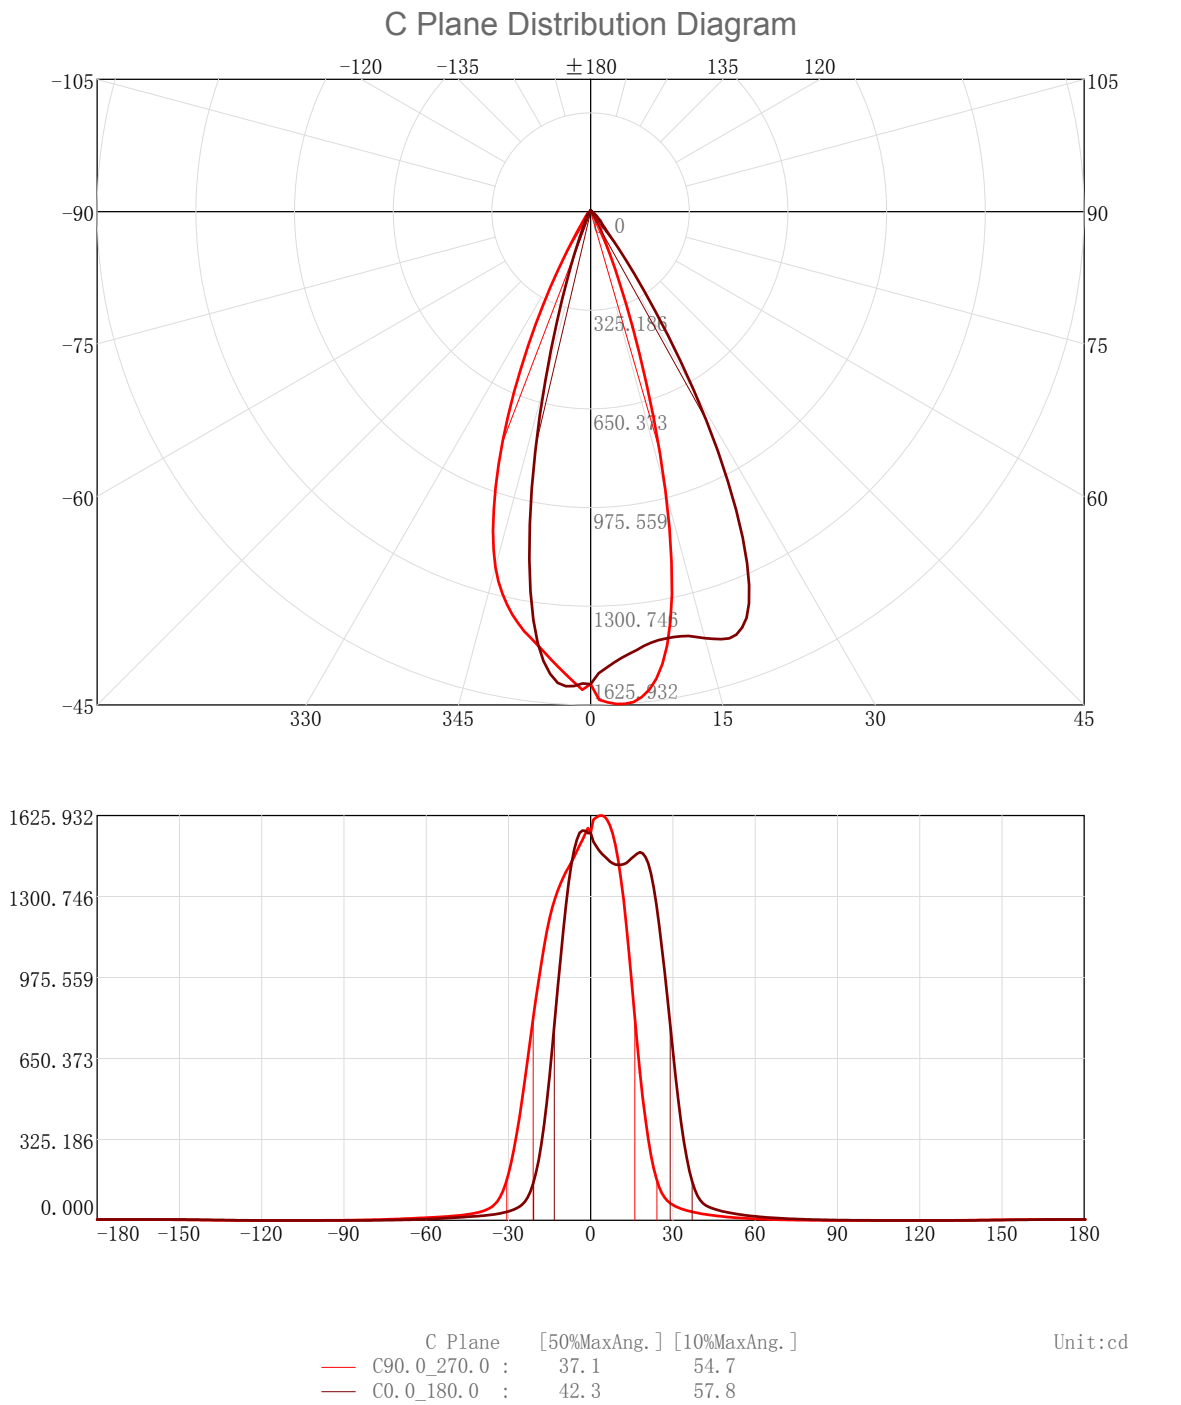 C Plane Distribution Diagram
-120 -135 ±180 135 120
-105 105
-90 90
0
325.186
-75 75
650.373
-60 60
975.559
1300.746
1625.932
-45
330 345 0 15 30 45
1625.932
1300.746
975.559
650.373
325.186
0.000
-180 -150 -120 -90 -60 -30 0 30 60 90 120 150 180
C Plane [50%MaxAng.] [10%MaxAng.] Unit:cd
C90.0_270.0 : 37.1 54.7
C0.0_180.0 : 42.3 57.8